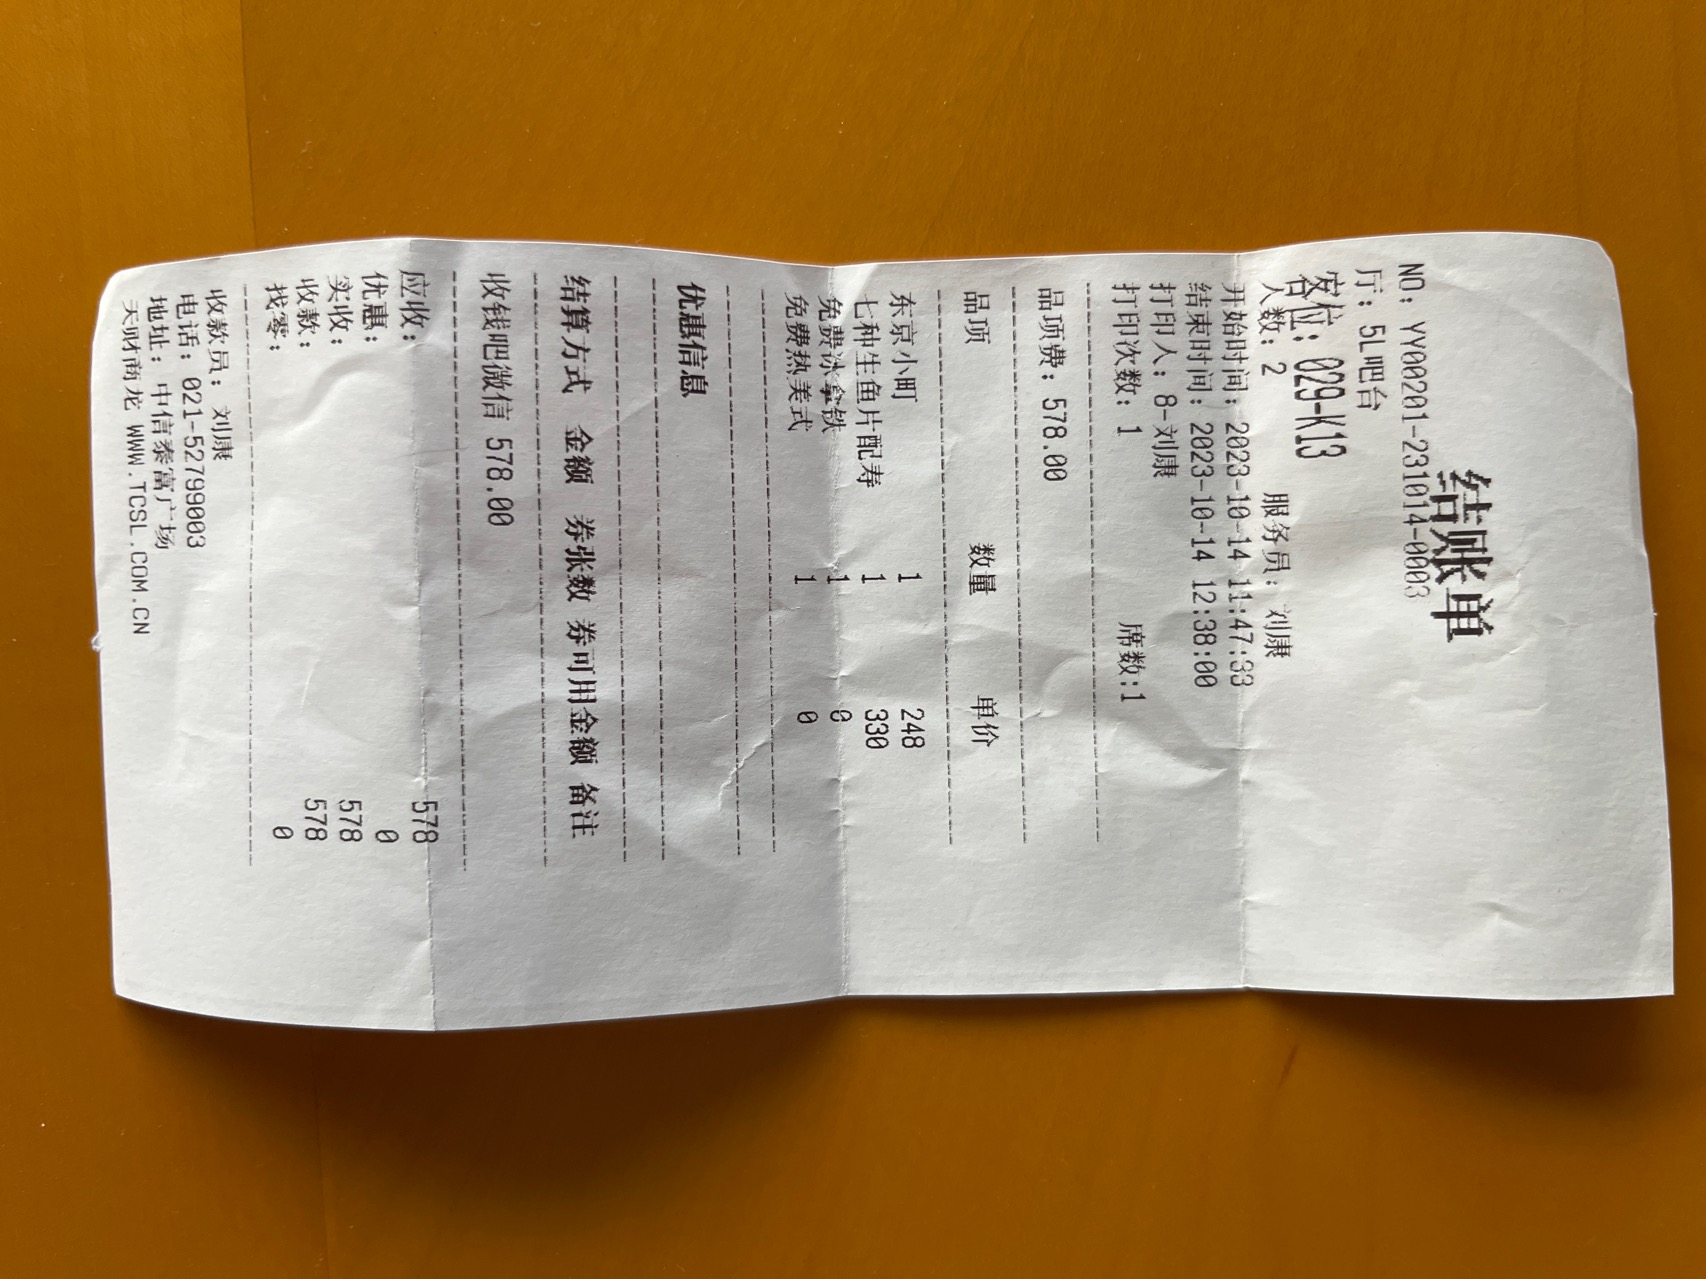 结账单
NO: YY00201-231014-0003
厅: 5L吧台
安位: 029-K13
人数: 2 服务员: 刘康
开始时间: 2023-10-14 11:47:33
结束时间: 2023-10-14 12:38:00
打印人: 8-刘康
打印次数: 1 席数:1
品项费: 578.00
品项 数量 单价
东京小町 1 248
七种生鱼片配寿 1 330
免费冰拿铁 1 0
免费热美式 1 0
优惠信息
结算方式 金额 券张数 券可用金额 备注
收钱吧微信 578.00
应收: 578
优惠: 0
实收: 578
收款: 578
找零: 0
收款员: 刘康
电话: 021-52799003
地址: 中信泰富广场
天财商龙 WWW.TCSL.COM.CN